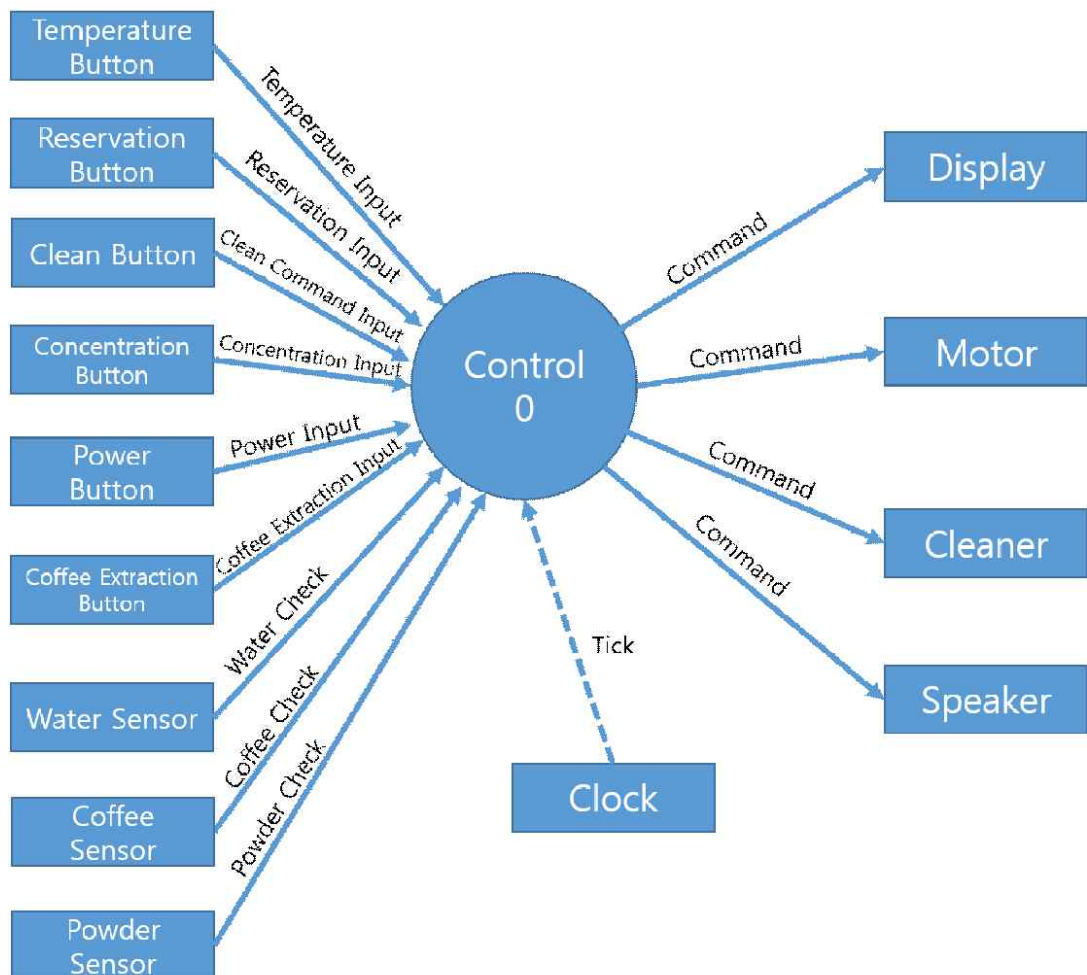 Temperature
Button
Temperature Input
Reservation
Button
Reservation Input
Clean Button
Clean Command Input
Concentration
Button
Concentration Input
Power
Button
Power Input
Coffee Extraction
Button
Coffee Extraction Input
Water Sensor
Water Check
Coffee
Sensor
Coffee Check
Powder
Sensor
Powder Check
Control
0
Tick
Clock
Command
Display
Command
Motor
Command
Cleaner
Command
Speaker